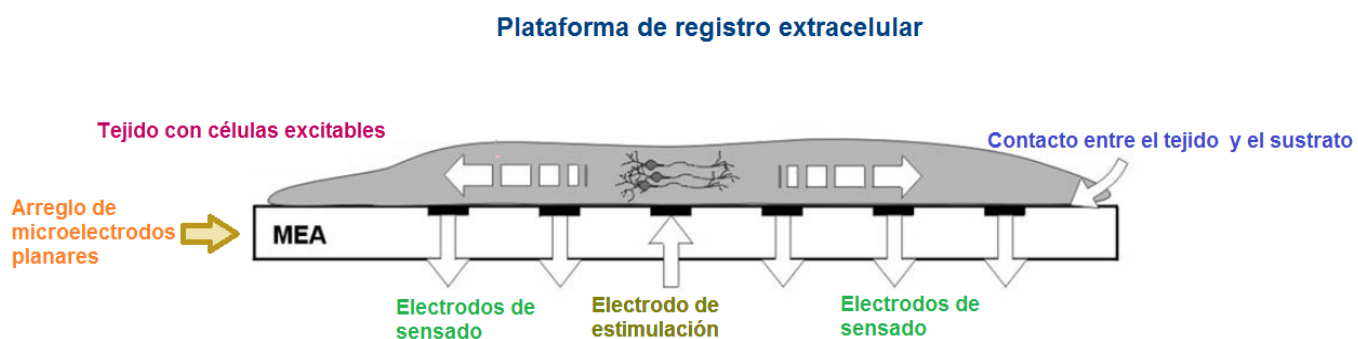 Plataforma de registro extracelular
Tejido con células excitables
Contacto entre el tejido y el sustrato
Arreglo de
microelectrodos
planares
MEA
Electrodos de
sensado
Electrodo de
estimulación
Electrodos de
sensado